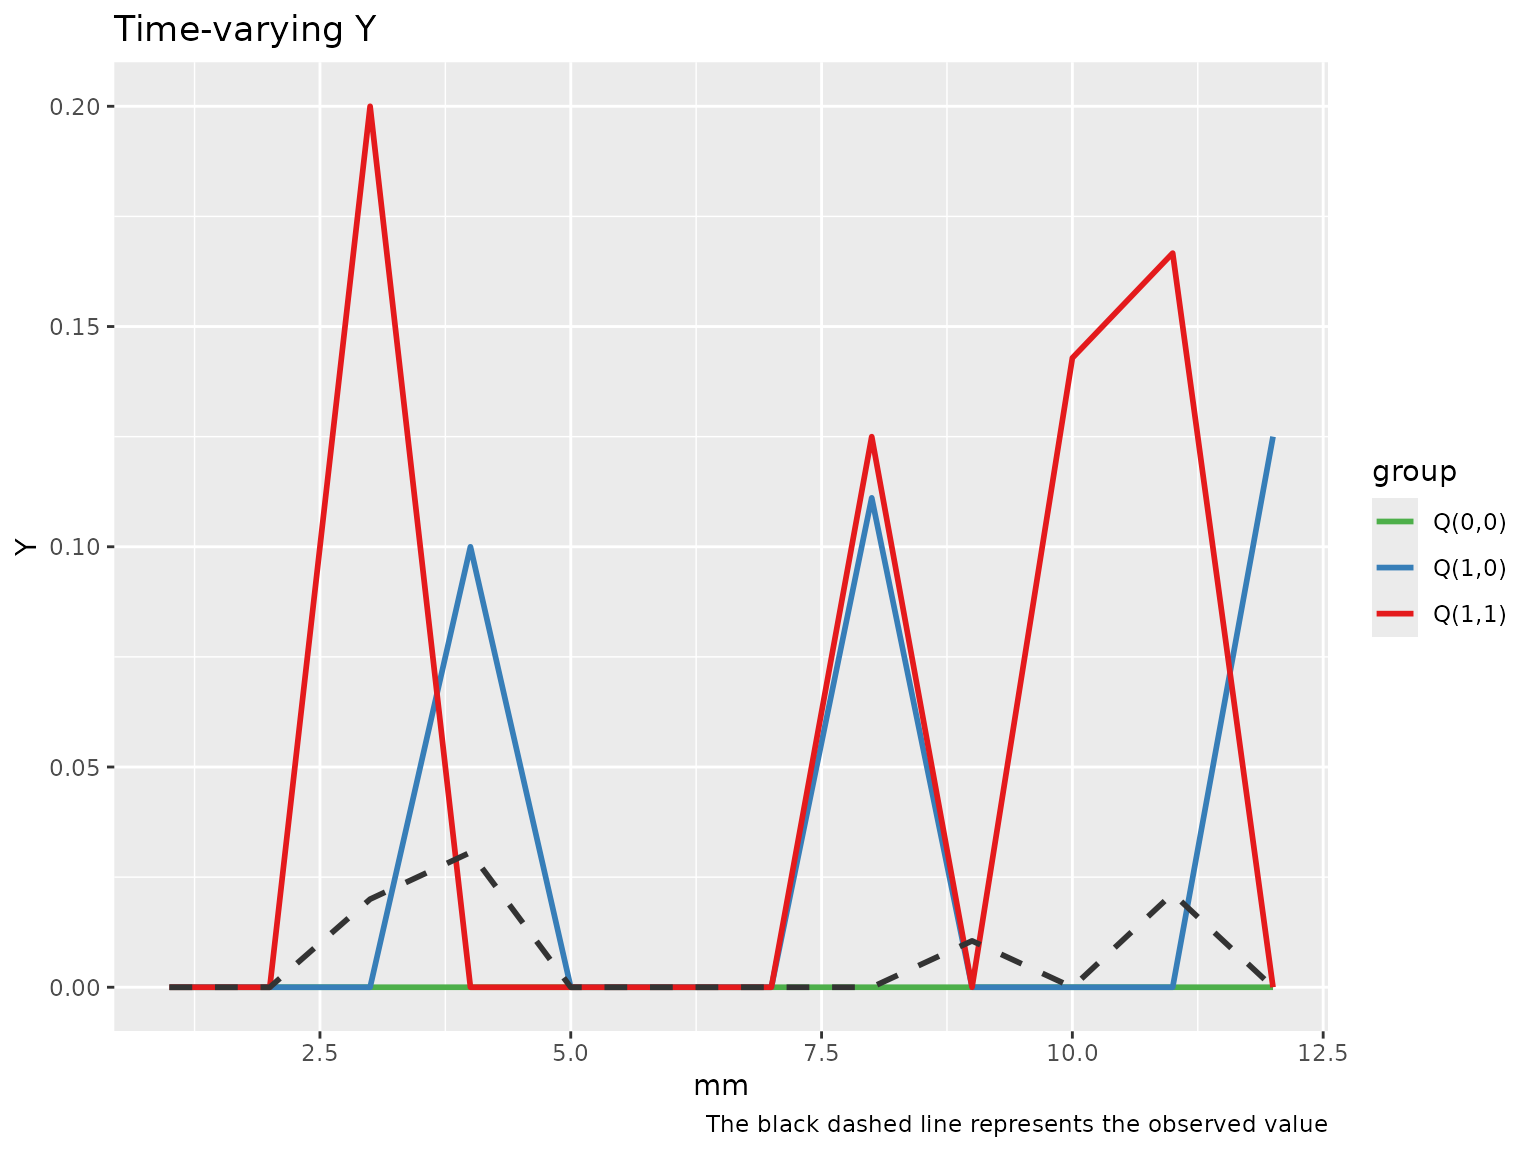 Time-varying Y
0.20
0.15
0.10
0.05
0.00
Y
2.5 5.0 7.5 10.0 12.5
mm
group
Q(0,0)
Q(1,0)
Q(1,1)
The black dashed line represents the observed value